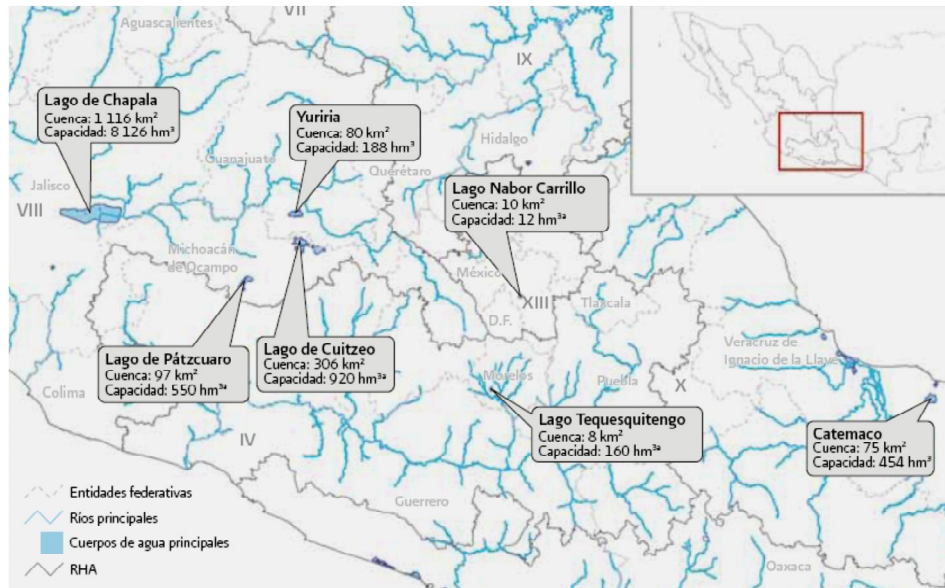 VII
Aguascalientes
IX
Lago de Chapala
Cuenca: 1 116 km²
Capacidad: 8 126 hm³
Yuriria
Cuenca: 80 km²
Capacidad: 188 hm³
Hidalgo
Guanajuato
Querétaro
Jalisco
VIII
Lago Nabor Carrillo
Cuenca: 10 km²
Capacidad: 12 hm³ᵃ
Michoacán
de Ocampo
México
XIII
D.F.
Tlaxcala
Lago de Pátzcuaro
Cuenca: 97 km²
Capacidad: 550 hm³ᵃ
Lago de Cuitzeo
Cuenca: 306 km²
Capacidad: 920 hm³ᵃ
Veracruz de
Ignacio de la Llave
Colima
Morelos
Puebla
X
Lago Tequesquitengo
Cuenca: 8 km²
Capacidad: 160 hm³ᵃ
Catemaco
Cuenca: 75 km²
Capacidad: 454 hm³
IV
Guerrero
Oaxaca
Entidades federativas
Ríos principales
Cuerpos de agua principales
RHA